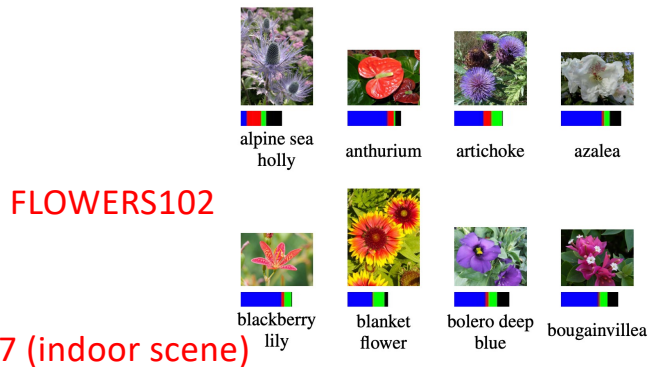 alpine sea
holly
anthurium
artichoke
azalea
FLOWERS102
blackberry
lily
blanket
flower
bolero deep
blue
bougainvillea
7 (indoor scene)